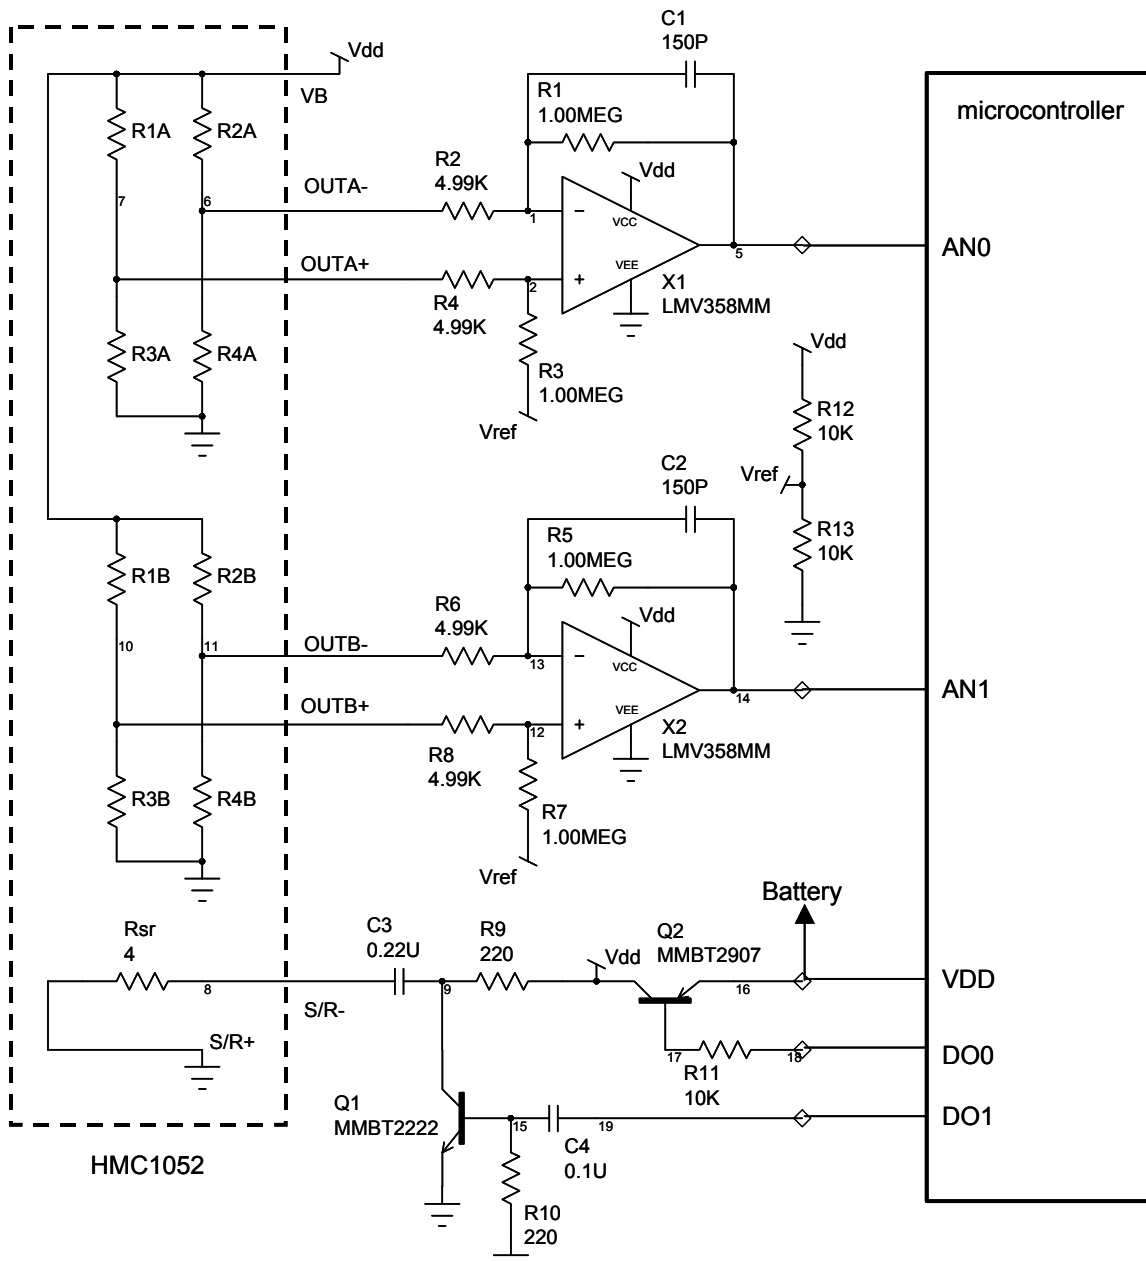 C1
150P
Vdd
VB
R1
1.00MEG
microcontroller
R1A
R2A
R2
4.99K
Vdd
OUTA-
7
6
1
−
VCC
OUTA+
VEE
5
AN0
2
+
X1
LMV358MM
R4
4.99K
R3A
R4A
R3
1.00MEG
Vdd
Vref
R12
10K
C2
150P
Vref
R13
10K
R5
1.00MEG
R1B
R2B
R6
4.99K
Vdd
10
11
OUTB-
13
−
VCC
OUTB+
VEE
14
AN1
12
+
X2
LMV358MM
R8
4.99K
R3B
R4B
R7
1.00MEG
Vref
Battery
Rsr
4
C3
0.22U
R9
220
Vdd
Q2
MMBT2907
8
9
16
VDD
S/R-
S/R+
17
18
DO0
R11
10K
Q1
MMBT2222
15
19
DO1
C4
0.1U
HMC1052
R10
220